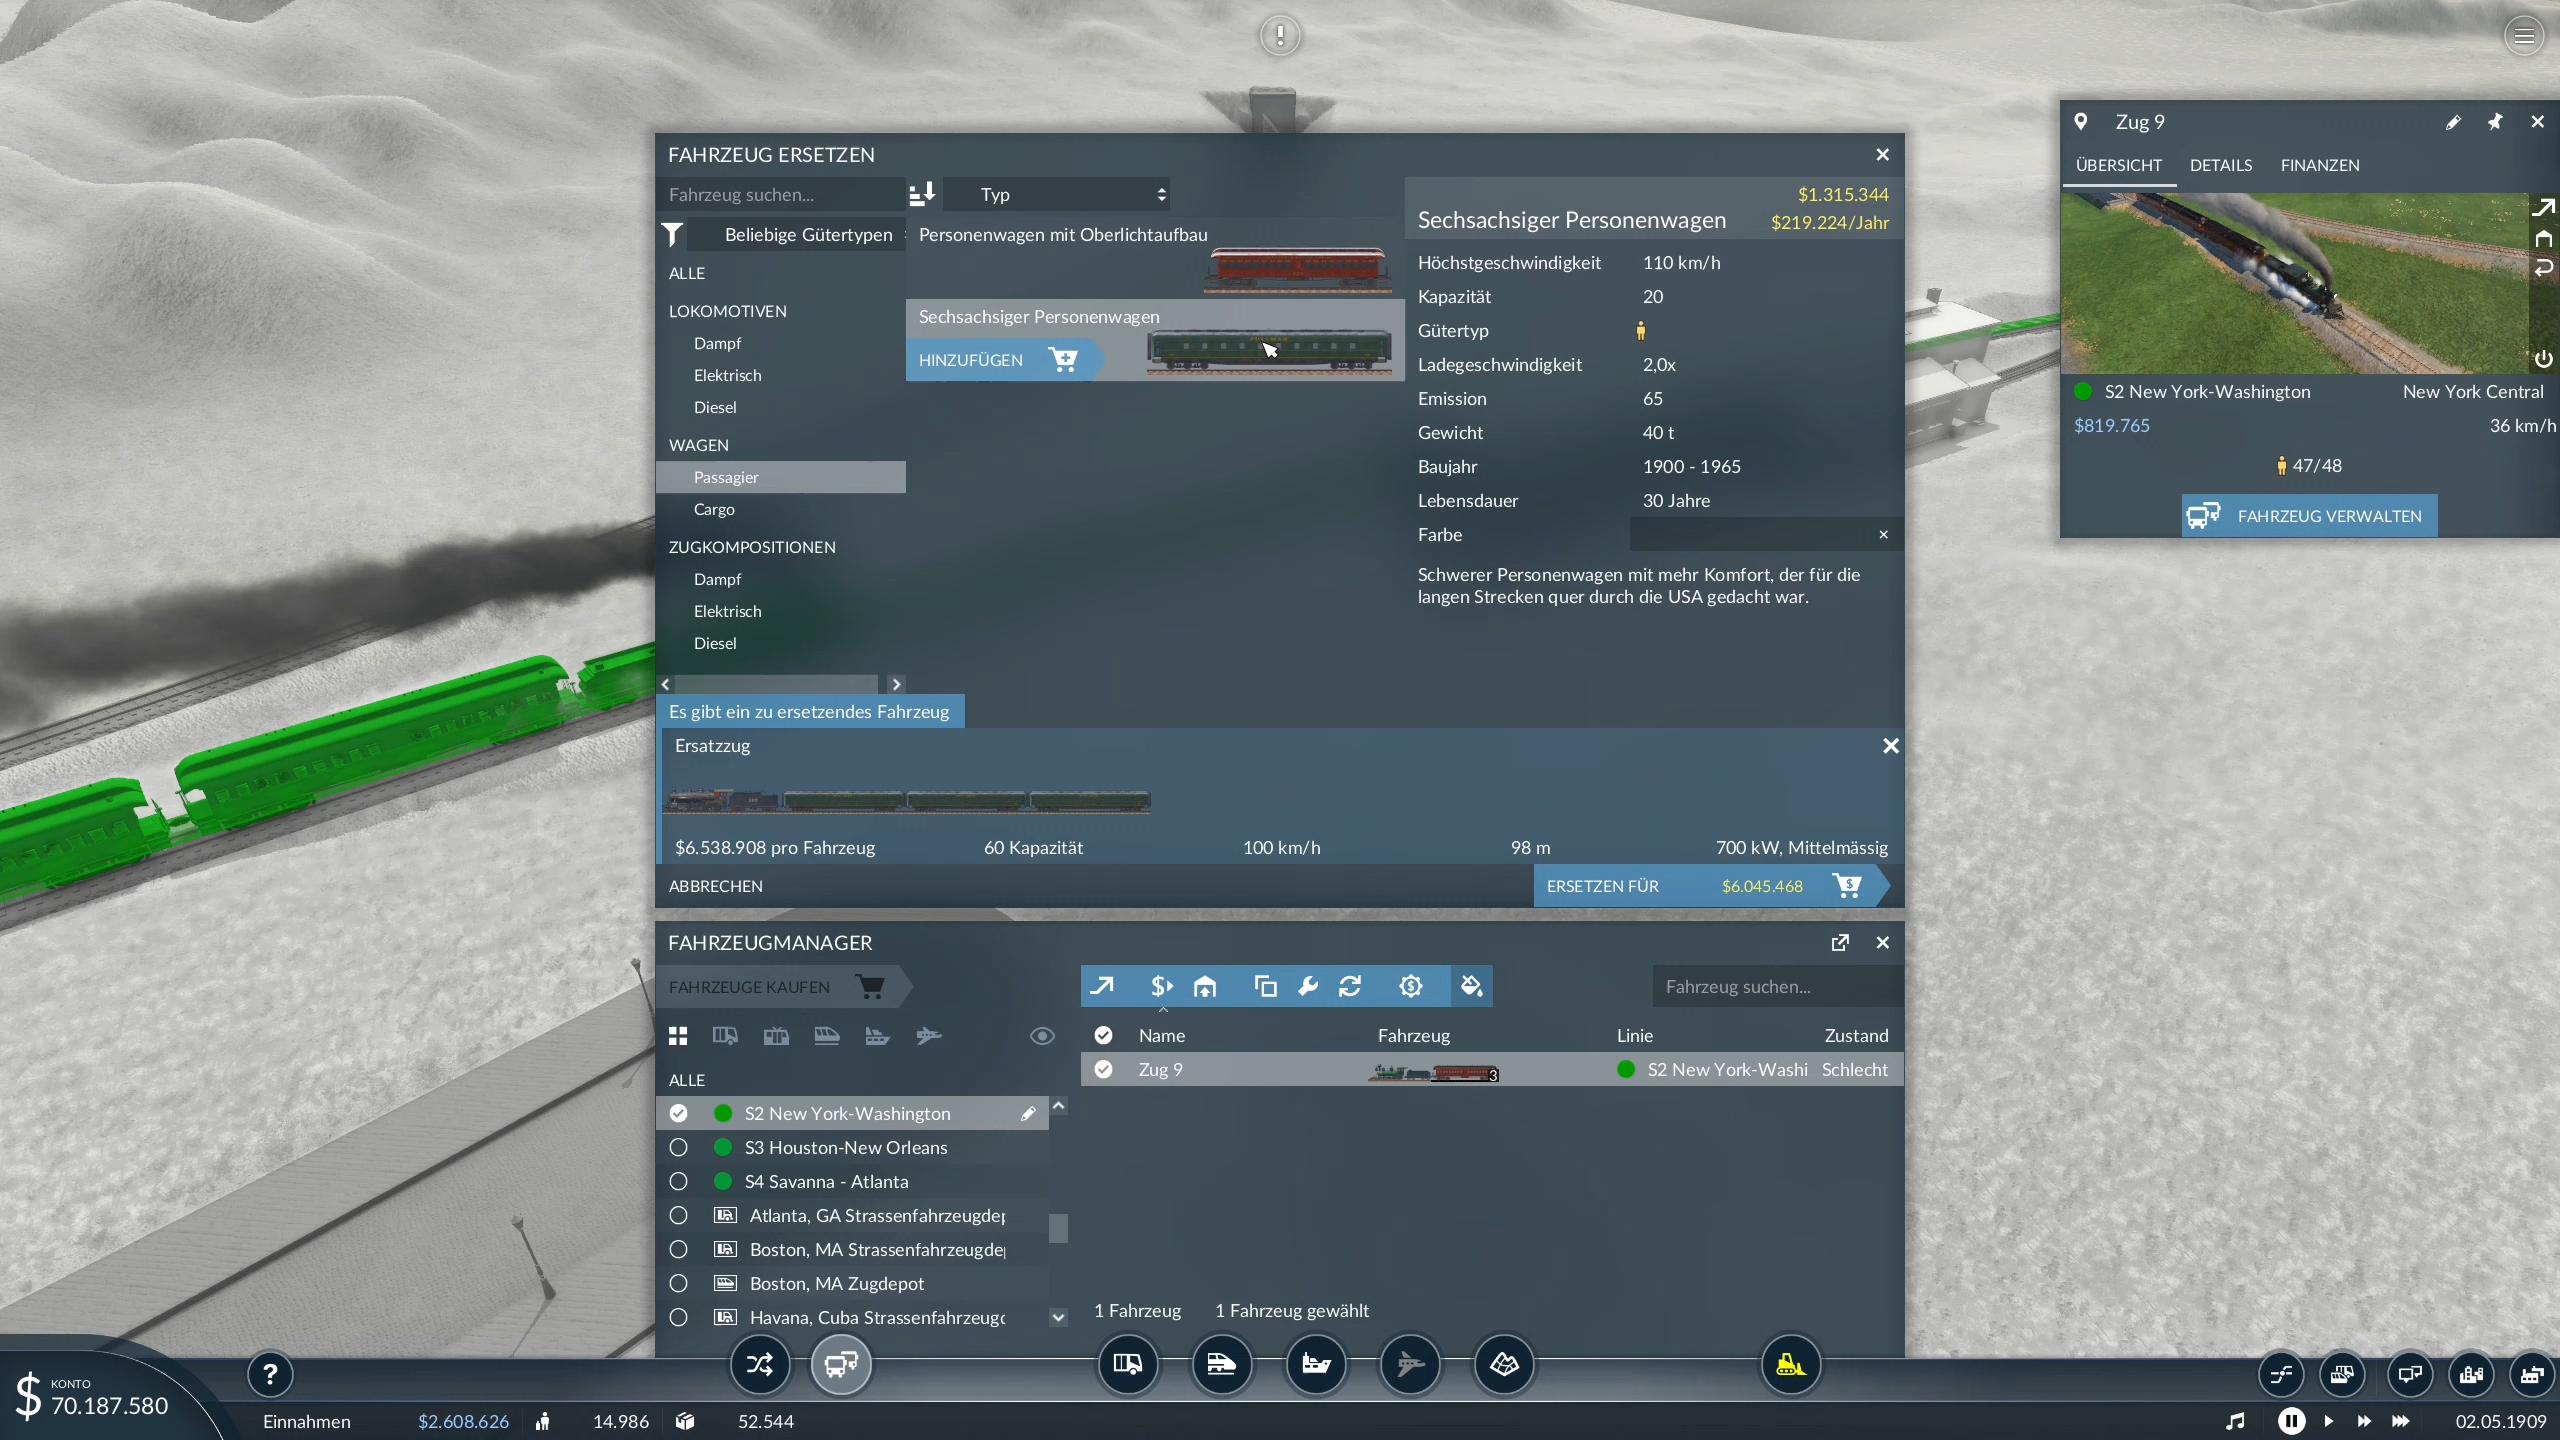 FAHRZEUG ERSETZEN
Fahrzeug suchen...
Typ
Beliebige Gütertypen
ALLE
LOKOMOTIVEN
Dampf
Elektrisch
Diesel
WAGEN
Passagier
Cargo
ZUGKOMPOSITIONEN
Dampf
Elektrisch
Diesel
Personenwagen mit Oberlichtaufbau
Sechsachsiger Personenwagen
HINZUFÜGEN
$1.315.344
Sechsachsiger Personenwagen
$219.224/Jahr
Höchstgeschwindigkeit 110 km/h
Kapazität 20
Gütertyp
Ladegeschwindigkeit 2,0x
Emission 65
Gewicht 40 t
Baujahr 1900 - 1965
Lebensdauer 30 Jahre
Farbe
Schwerer Personenwagen mit mehr Komfort, der für die
langen Strecken quer durch die USA gedacht war.
Es gibt ein zu ersetzendes Fahrzeug
Ersatzzug
$6.538.908 pro Fahrzeug 60 Kapazität 100 km/h 98 m 700 kW, Mittelmässig
ABBRECHEN
ERSETZEN FÜR $6.045.468
Zug 9
ÜBERSICHT DETAILS FINANZEN
S2 New York-Washington New York Central
$819.765 36 km/h
47/48
FAHRZEUG VERWALTEN
FAHRZEUGMANAGER
FAHRZEUGE KAUFEN
Fahrzeug suchen...
ALLE
S2 New York-Washington
S3 Houston-New Orleans
S4 Savanna - Atlanta
Atlanta, GA Strassenfahrzeugdep
Boston, MA Strassenfahrzeugdep
Boston, MA Zugdepot
Havana, Cuba Strassenfahrzeugd
Name Fahrzeug Linie Zustand
Zug 9 3 S2 New York-Washi Schlecht
1 Fahrzeug 1 Fahrzeug gewählt
KONTO
$ 70.187.580
Einnahmen $2.608.626 14.986 52.544
02.05.1909